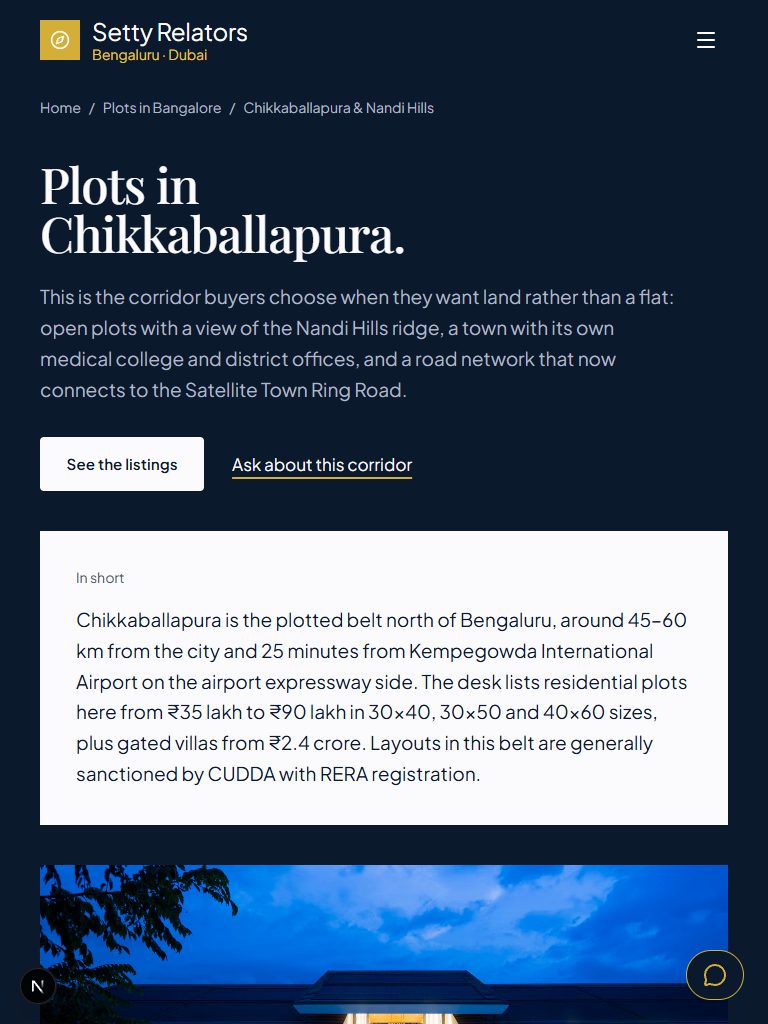 Setty Relators
Bengaluru · Dubai
Home / Plots in Bangalore / Chikkaballapura & Nandi Hills
Plots in
Chikkaballapura.
This is the corridor buyers choose when they want land rather than a flat:
open plots with a view of the Nandi Hills ridge, a town with its own
medical college and district offices, and a road network that now
connects to the Satellite Town Ring Road.
See the listings
Ask about this corridor
In short
Chikkaballapura is the plotted belt north of Bengaluru, around 45–60
km from the city and 25 minutes from Kempegowda International
Airport on the airport expressway side. The desk lists residential plots
here from ₹35 lakh to ₹90 lakh in 30×40, 30×50 and 40×60 sizes,
plus gated villas from ₹2.4 crore. Layouts in this belt are generally
sanctioned by CUDDA with RERA registration.
N